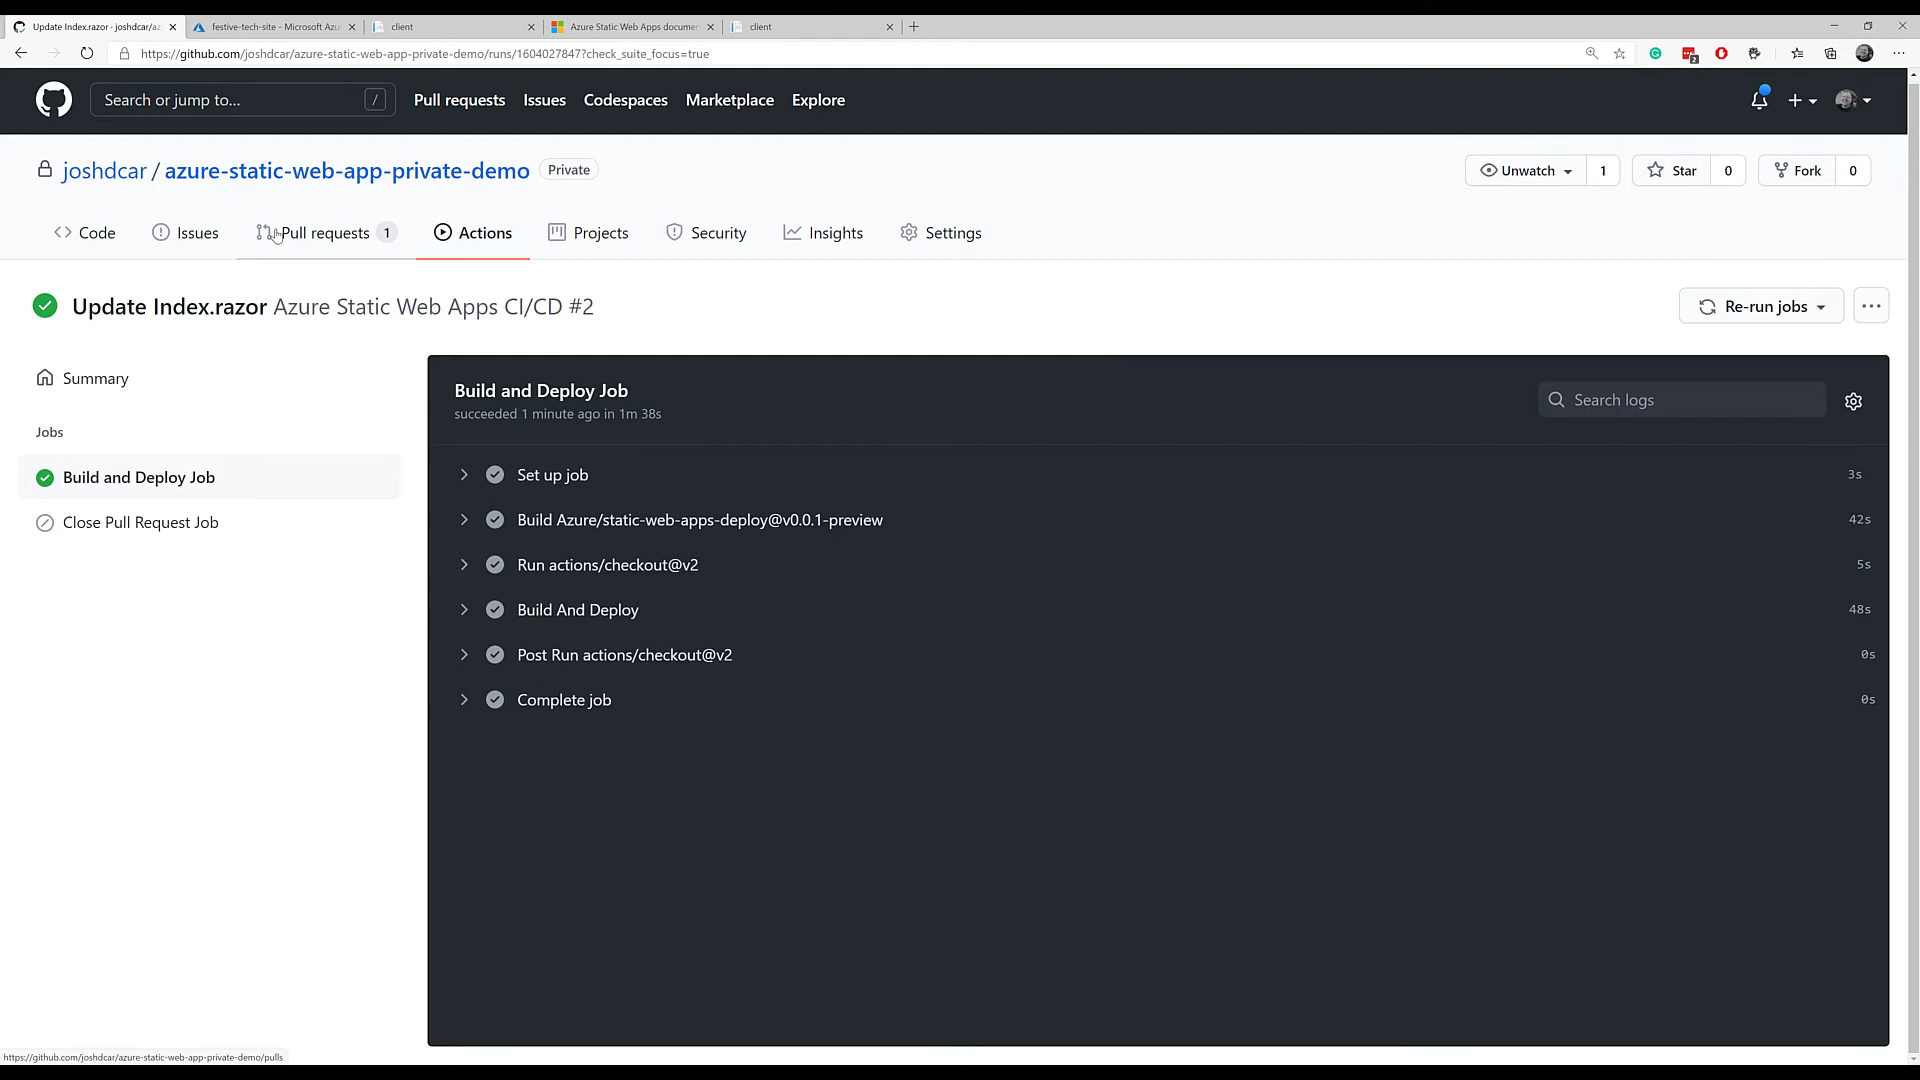 Update Index.razor · joshdcar/az
festive-tech-site - Microsoft Azu
client
Azure Static Web Apps documen
client
https://github.com/joshdcar/azure-static-web-app-private-demo/runs/1604027847?check_suite_focus=true
2
Search or jump to...
/
Pull requests
Issues
Codespaces
Marketplace
Explore
joshdcar / azure-static-web-app-private-demo
Private
Unwatch 1
Star 0
Fork 0
Code
Issues
Pull requests 1
Actions
Projects
Security
Insights
Settings
Update Index.razor Azure Static Web Apps CI/CD #2
Re-run jobs
Summary
Jobs
Build and Deploy Job
Close Pull Request Job
Build and Deploy Job
succeeded 1 minute ago in 1m 38s
Search logs
Set up job 3s
Build Azure/static-web-apps-deploy@v0.0.1-preview 42s
Run actions/checkout@v2 5s
Build And Deploy 48s
Post Run actions/checkout@v2 0s
Complete job 0s
https://github.com/joshdcar/azure-static-web-app-private-demo/pulls